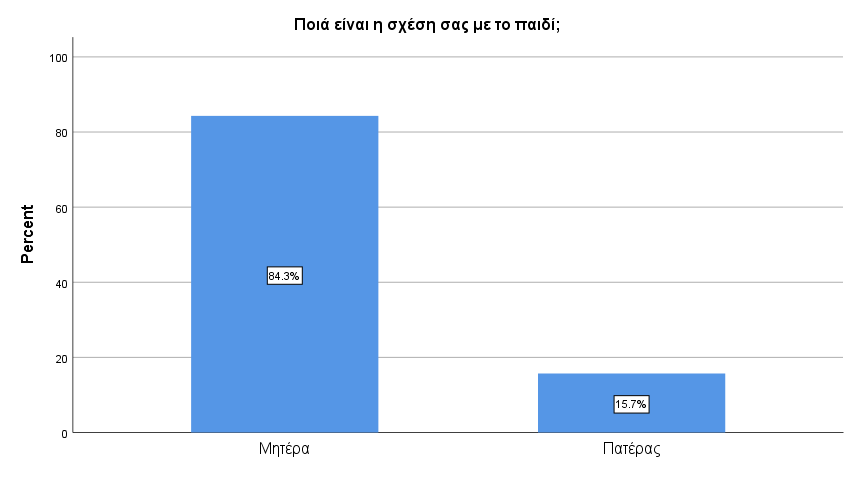 Ποιά είναι η σχέση σας με το παιδί;
Percent
100
80
60
40
20
0
84.3%
15.7%
Μητέρα
Πατέρας